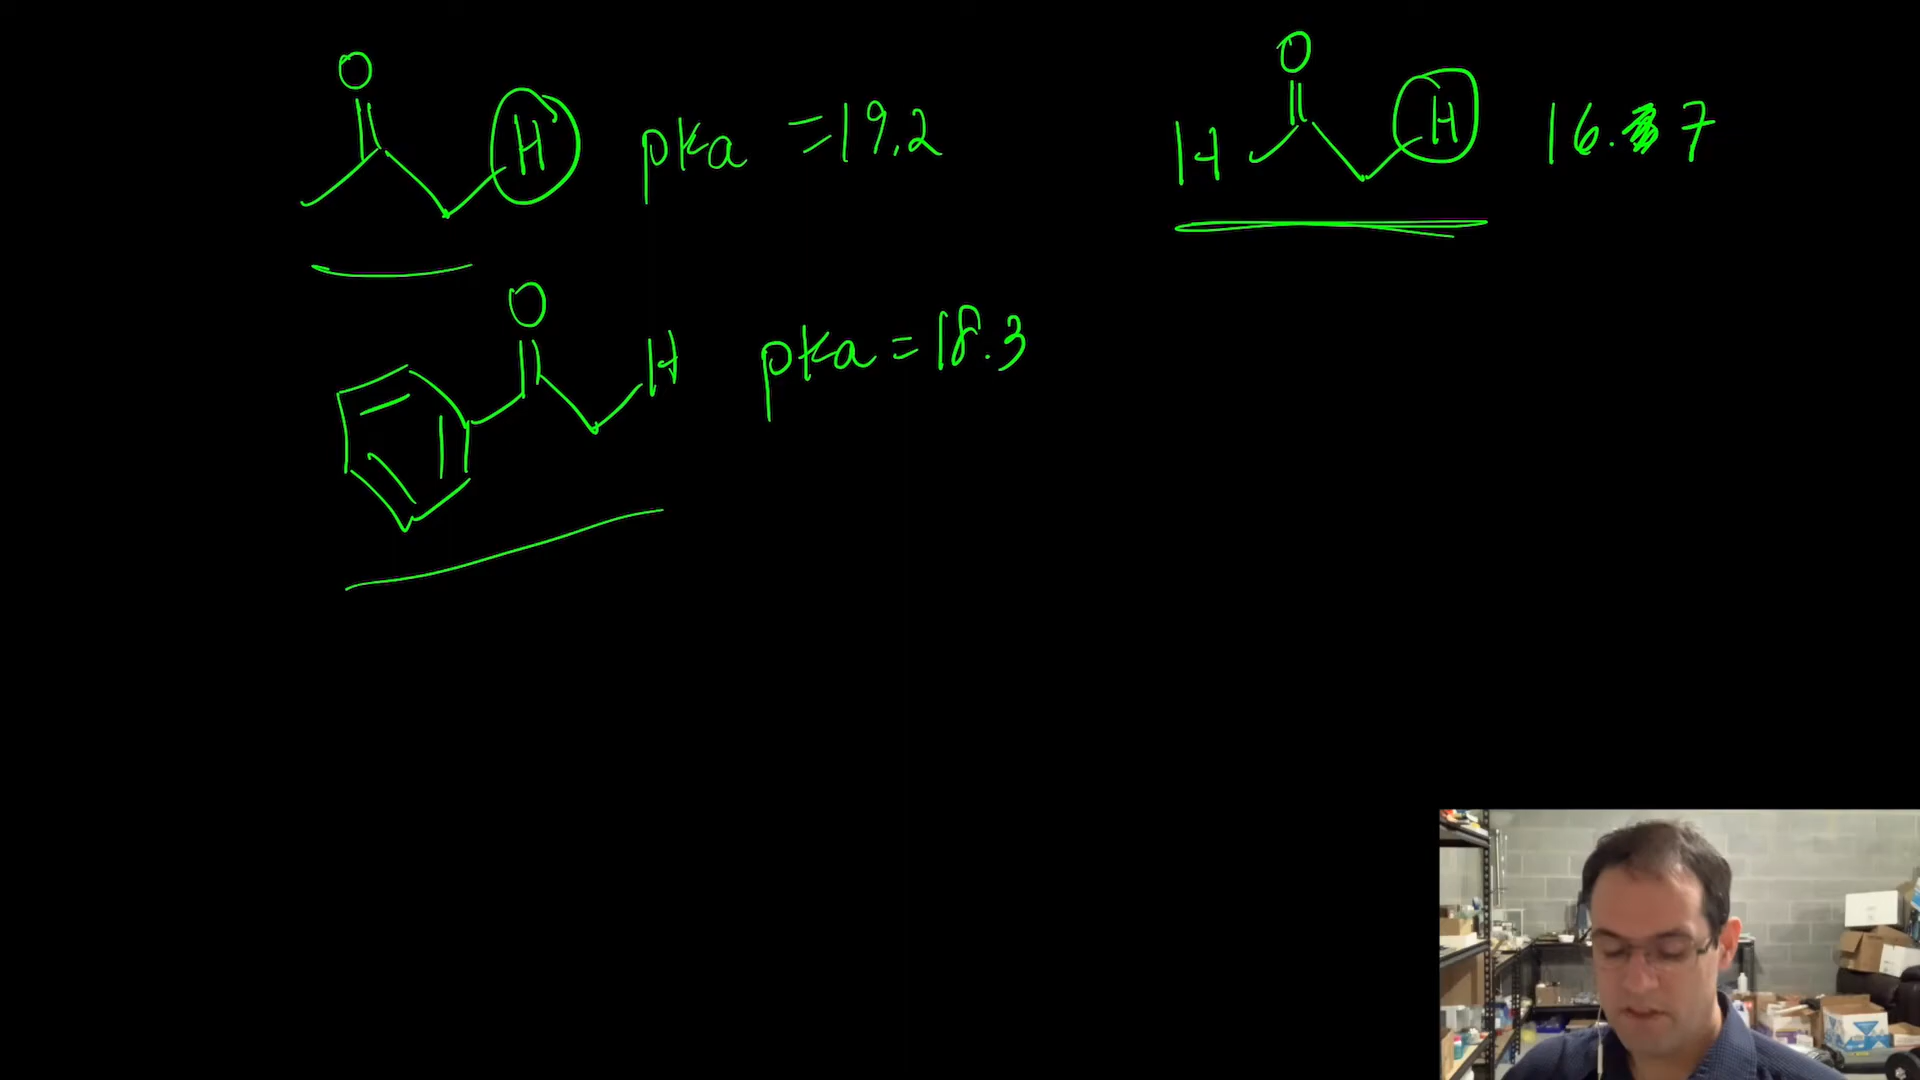 O
H pka = 19.2
O
H H 16.7
O
H pka = 18.3